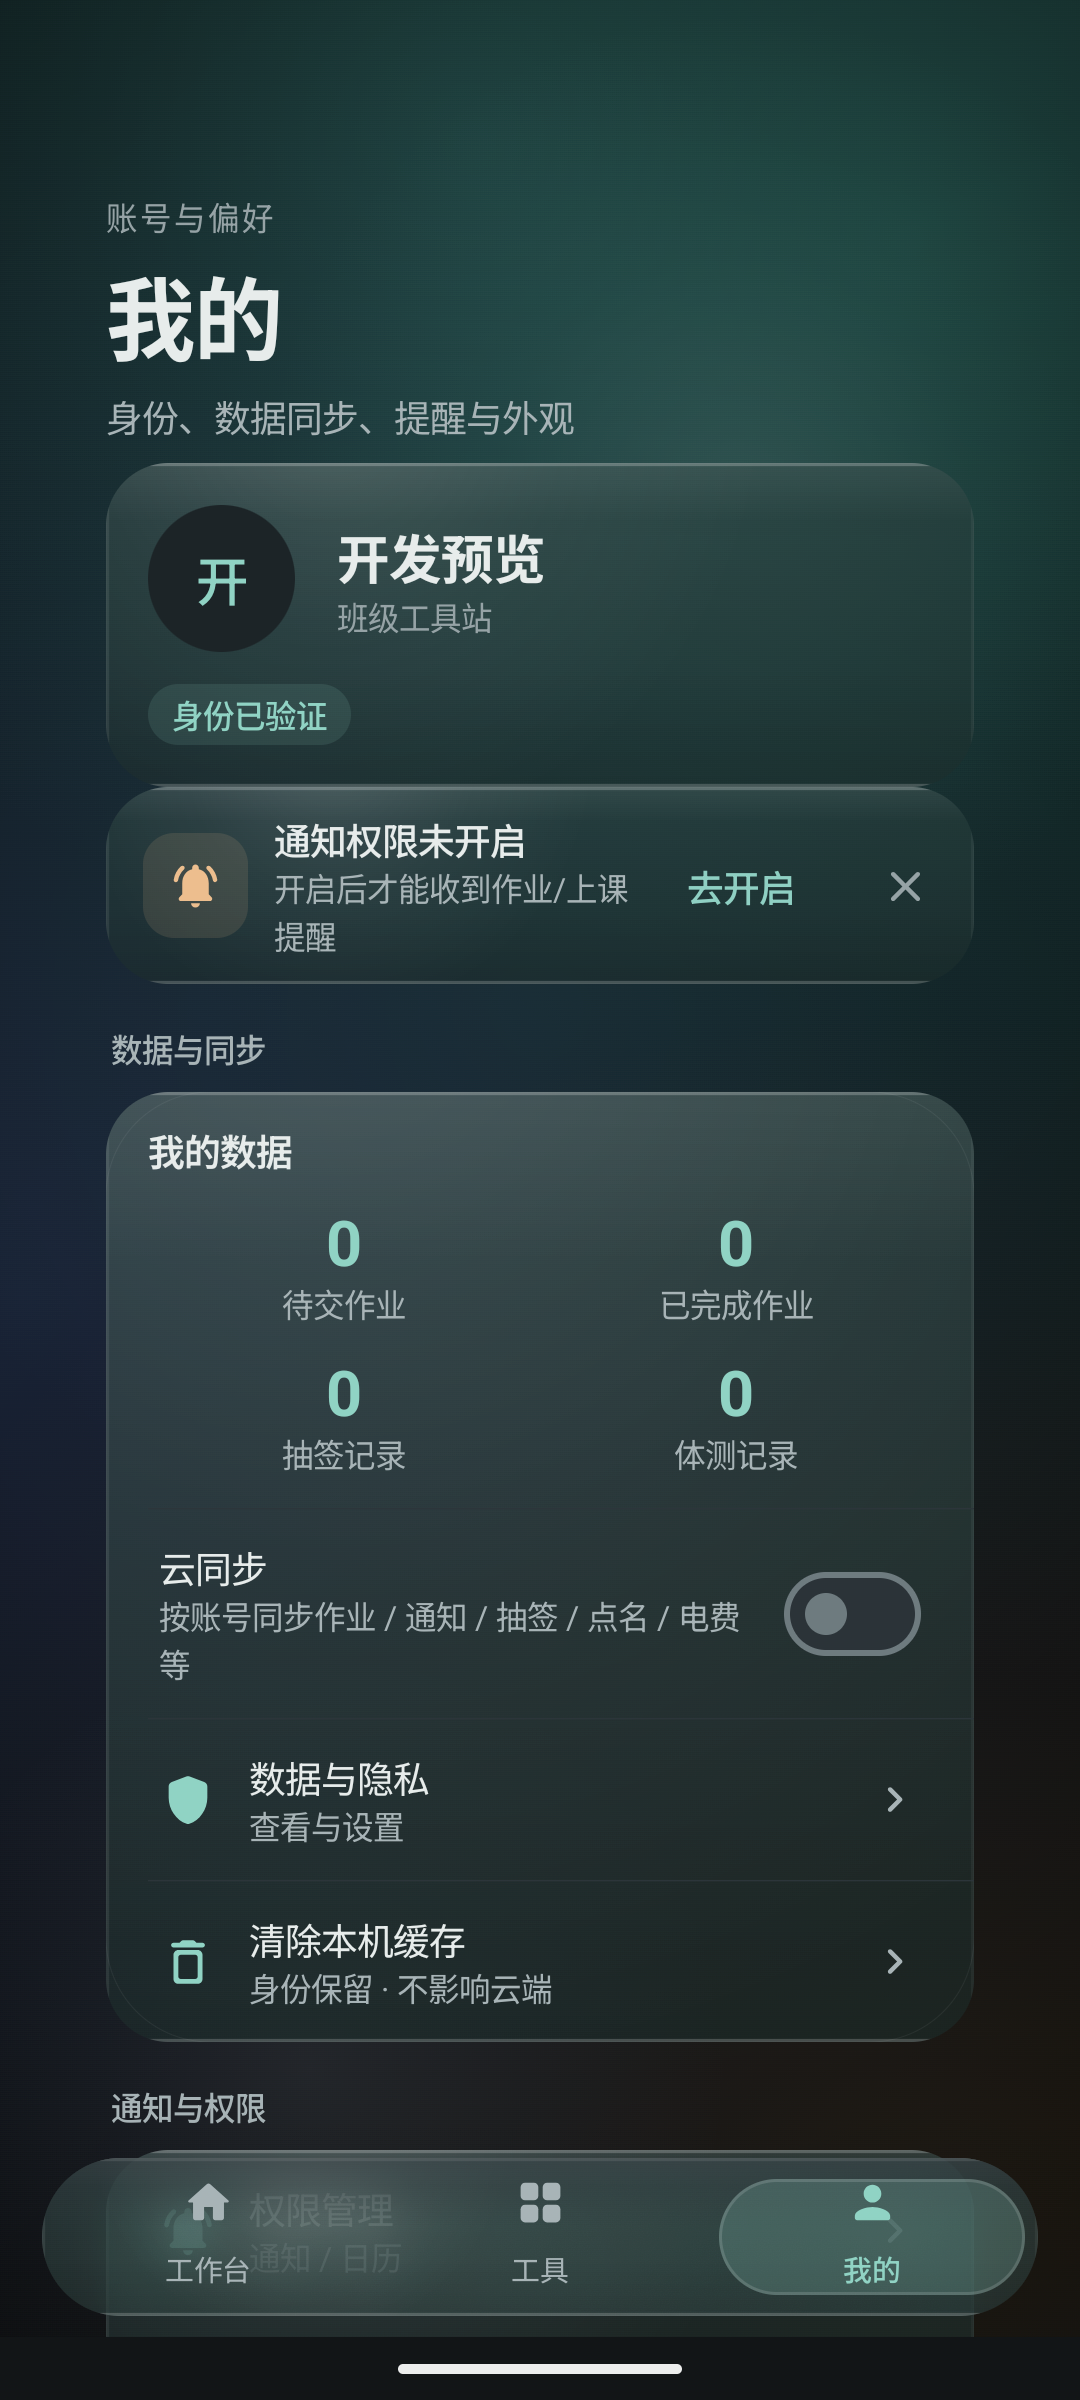 账号与偏好
我的
身份、数据同步、提醒与外观
开
开发预览
班级工具站
身份已验证
通知权限未开启
开启后才能收到作业/上课
提醒
去开启
数据与同步
我的数据
0
0
待交作业
已完成作业
0
0
抽签记录
体测记录
云同步
按账号同步作业 / 通知 / 抽签 / 点名 / 电费
等
数据与隐私
查看与设置
清除本机缓存
身份保留 · 不影响云端
通知与权限
权限管理
通知 / 日历
工作台
工具
我的